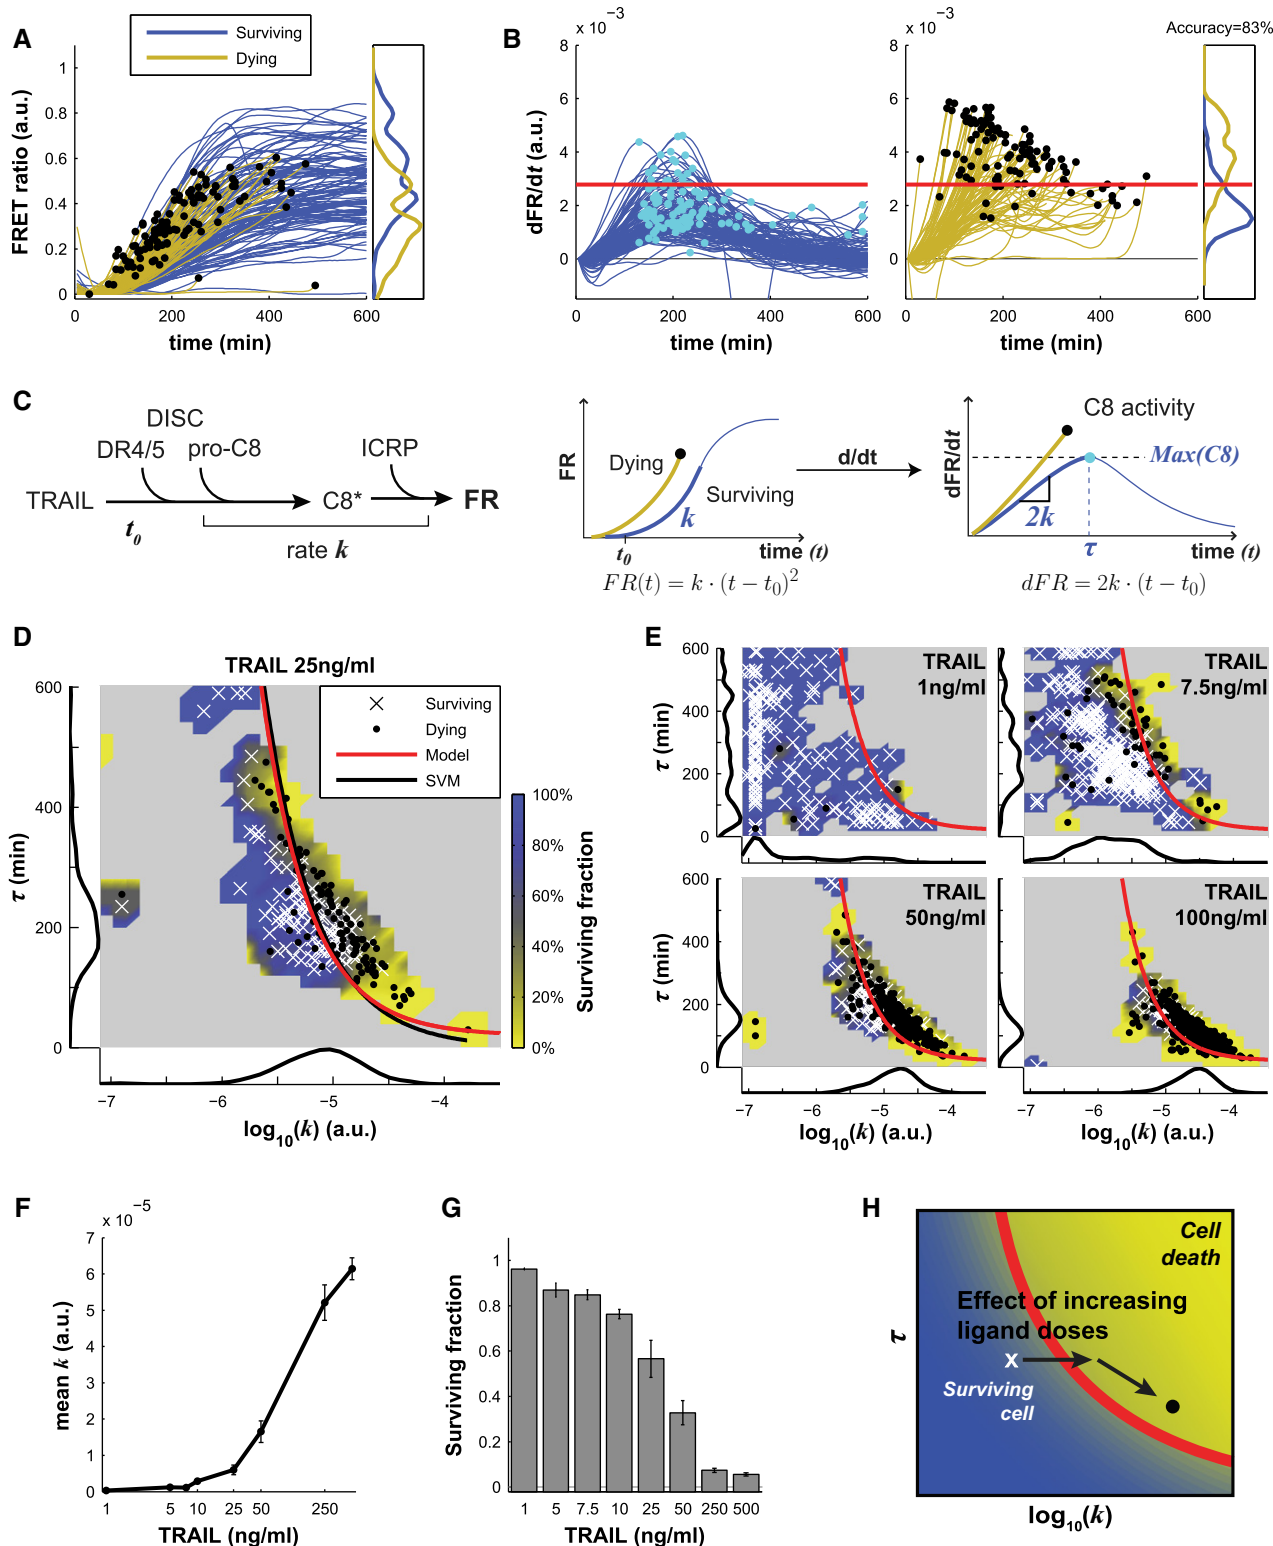 A
Surviving
Dying
FRET ratio (a.u.)
1
0.8
0.6
0.4
0.2
0
0
200
400
600
time (min)
B
x 10⁻³
8
6
4
2
0
dFR/dt (a.u.)
0
200
400
600
time (min)
x 10⁻³
Accuracy=83%
8
6
4
2
0
0
200
400
600
time (min)
C
DISC
DR4/5
pro-C8
ICRP
TRAIL
C8*
FR
t₀
rate k
FR
Dying
Surviving
k
t₀
time (t)
FR(t) = k · (t − t₀)²
d/dt
C8 activity
dFR/dt
Max(C8)
2k
τ
time (t)
dFR = 2k · (t − t₀)
D
TRAIL 25ng/ml
Surviving
Dying
Model
SVM
600
400
200
0
τ (min)
−7
−6
−5
−4
log₁₀(k) (a.u.)
100%
80%
60%
40%
20%
0%
Surviving fraction
E
TRAIL
1ng/ml
600
400
200
0
τ (min)
TRAIL
7.5ng/ml
TRAIL
50ng/ml
600
400
200
0
τ (min)
−7
−6
−5
−4
log₁₀(k) (a.u.)
TRAIL
100ng/ml
−7
−6
−5
−4
log₁₀(k) (a.u.)
F
x 10⁻⁵
7
6
5
4
3
2
1
0
mean k (a.u.)
1
5
10
25
50
250
TRAIL (ng/ml)
G
1
0.8
0.6
0.4
0.2
0
Surviving fraction
1
5
7.5
10
25
50
250
500
TRAIL (ng/ml)
H
Cell
death
Effect of increasing
ligand doses
x
Surviving
cell
τ
log₁₀(k)